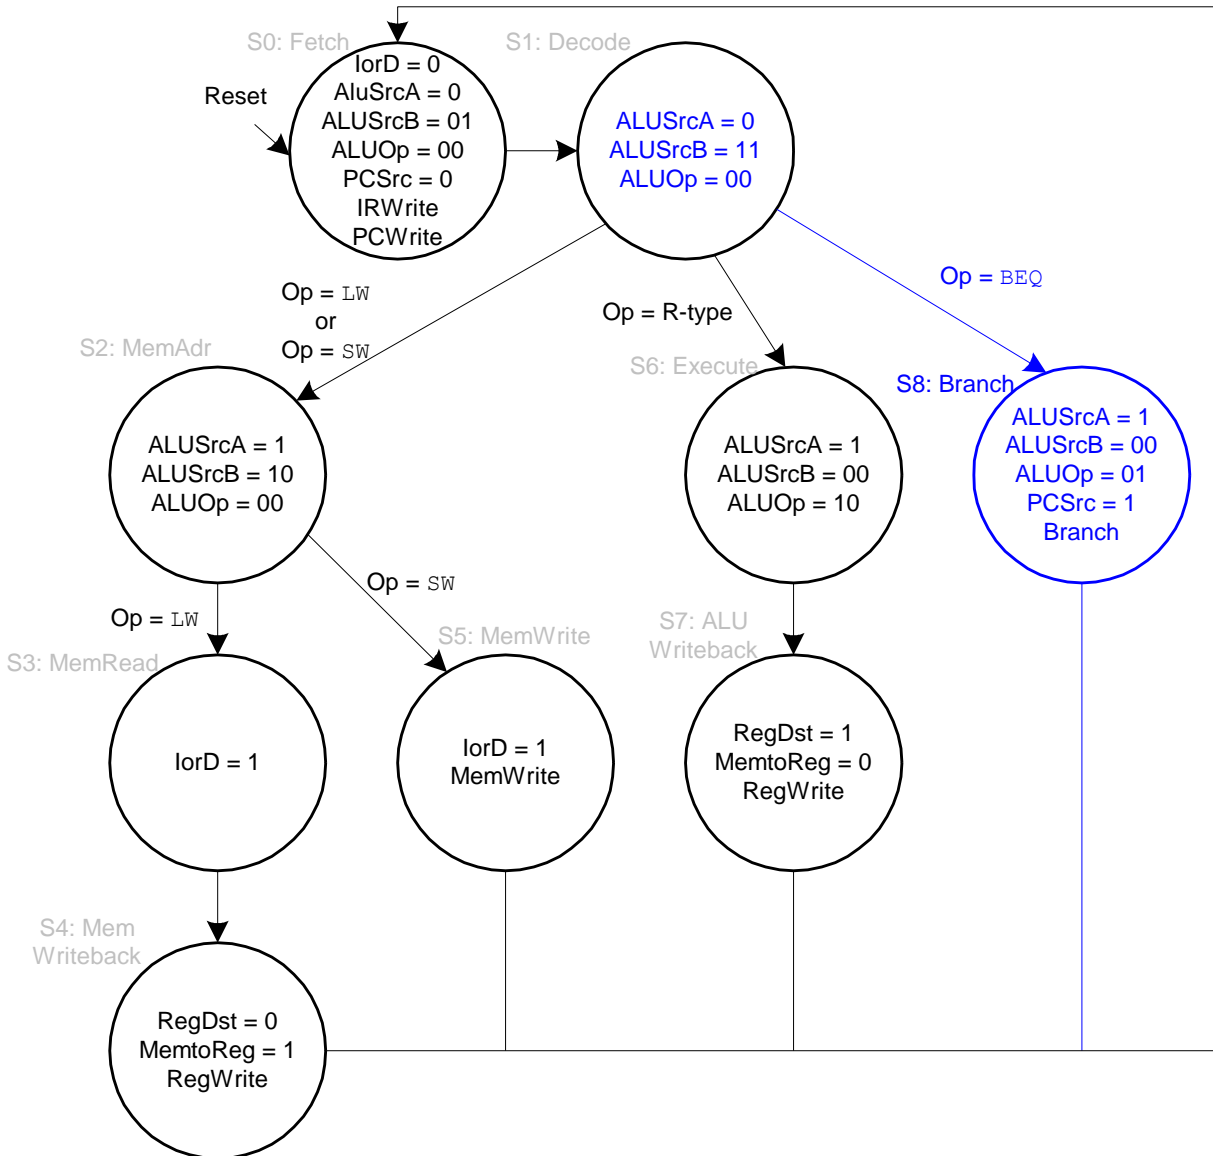 S0: Fetch
S1: Decode
Reset
IorD = 0
AluSrcA = 0
ALUSrcB = 01
ALUOp = 00
PCSrc = 0
IRWrite
PCWrite
ALUSrcA = 0
ALUSrcB = 11
ALUOp = 00
Op = LW
or
Op = SW
Op = R-type
Op = BEQ
S2: MemAdr
S6: Execute
S8: Branch
ALUSrcA = 1
ALUSrcB = 10
ALUOp = 00
ALUSrcA = 1
ALUSrcB = 00
ALUOp = 10
ALUSrcA = 1
ALUSrcB = 00
ALUOp = 01
PCSrc = 1
Branch
Op = LW
Op = SW
S3: MemRead
S5: MemWrite
S7: ALU
Writeback
IorD = 1
IorD = 1
MemWrite
RegDst = 1
MemtoReg = 0
RegWrite
S4: Mem
Writeback
RegDst = 0
MemtoReg = 1
RegWrite